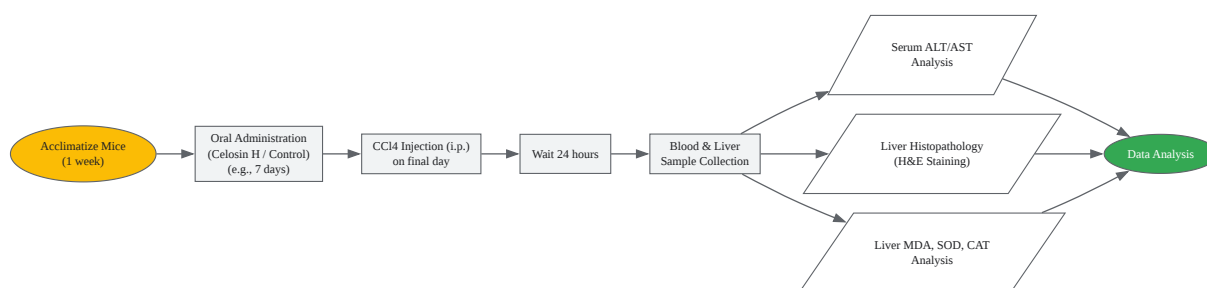 Acclimatize Mice
(1 week)
Oral Administration
(Celosin H / Control)
(e.g., 7 days)
CCl4 Injection (i.p.)
on final day
Wait 24 hours
Blood & Liver
Sample Collection
Serum ALT/AST
Analysis
Liver Histopathology
(H&E Staining)
Liver MDA, SOD, CAT
Analysis
Data Analysis